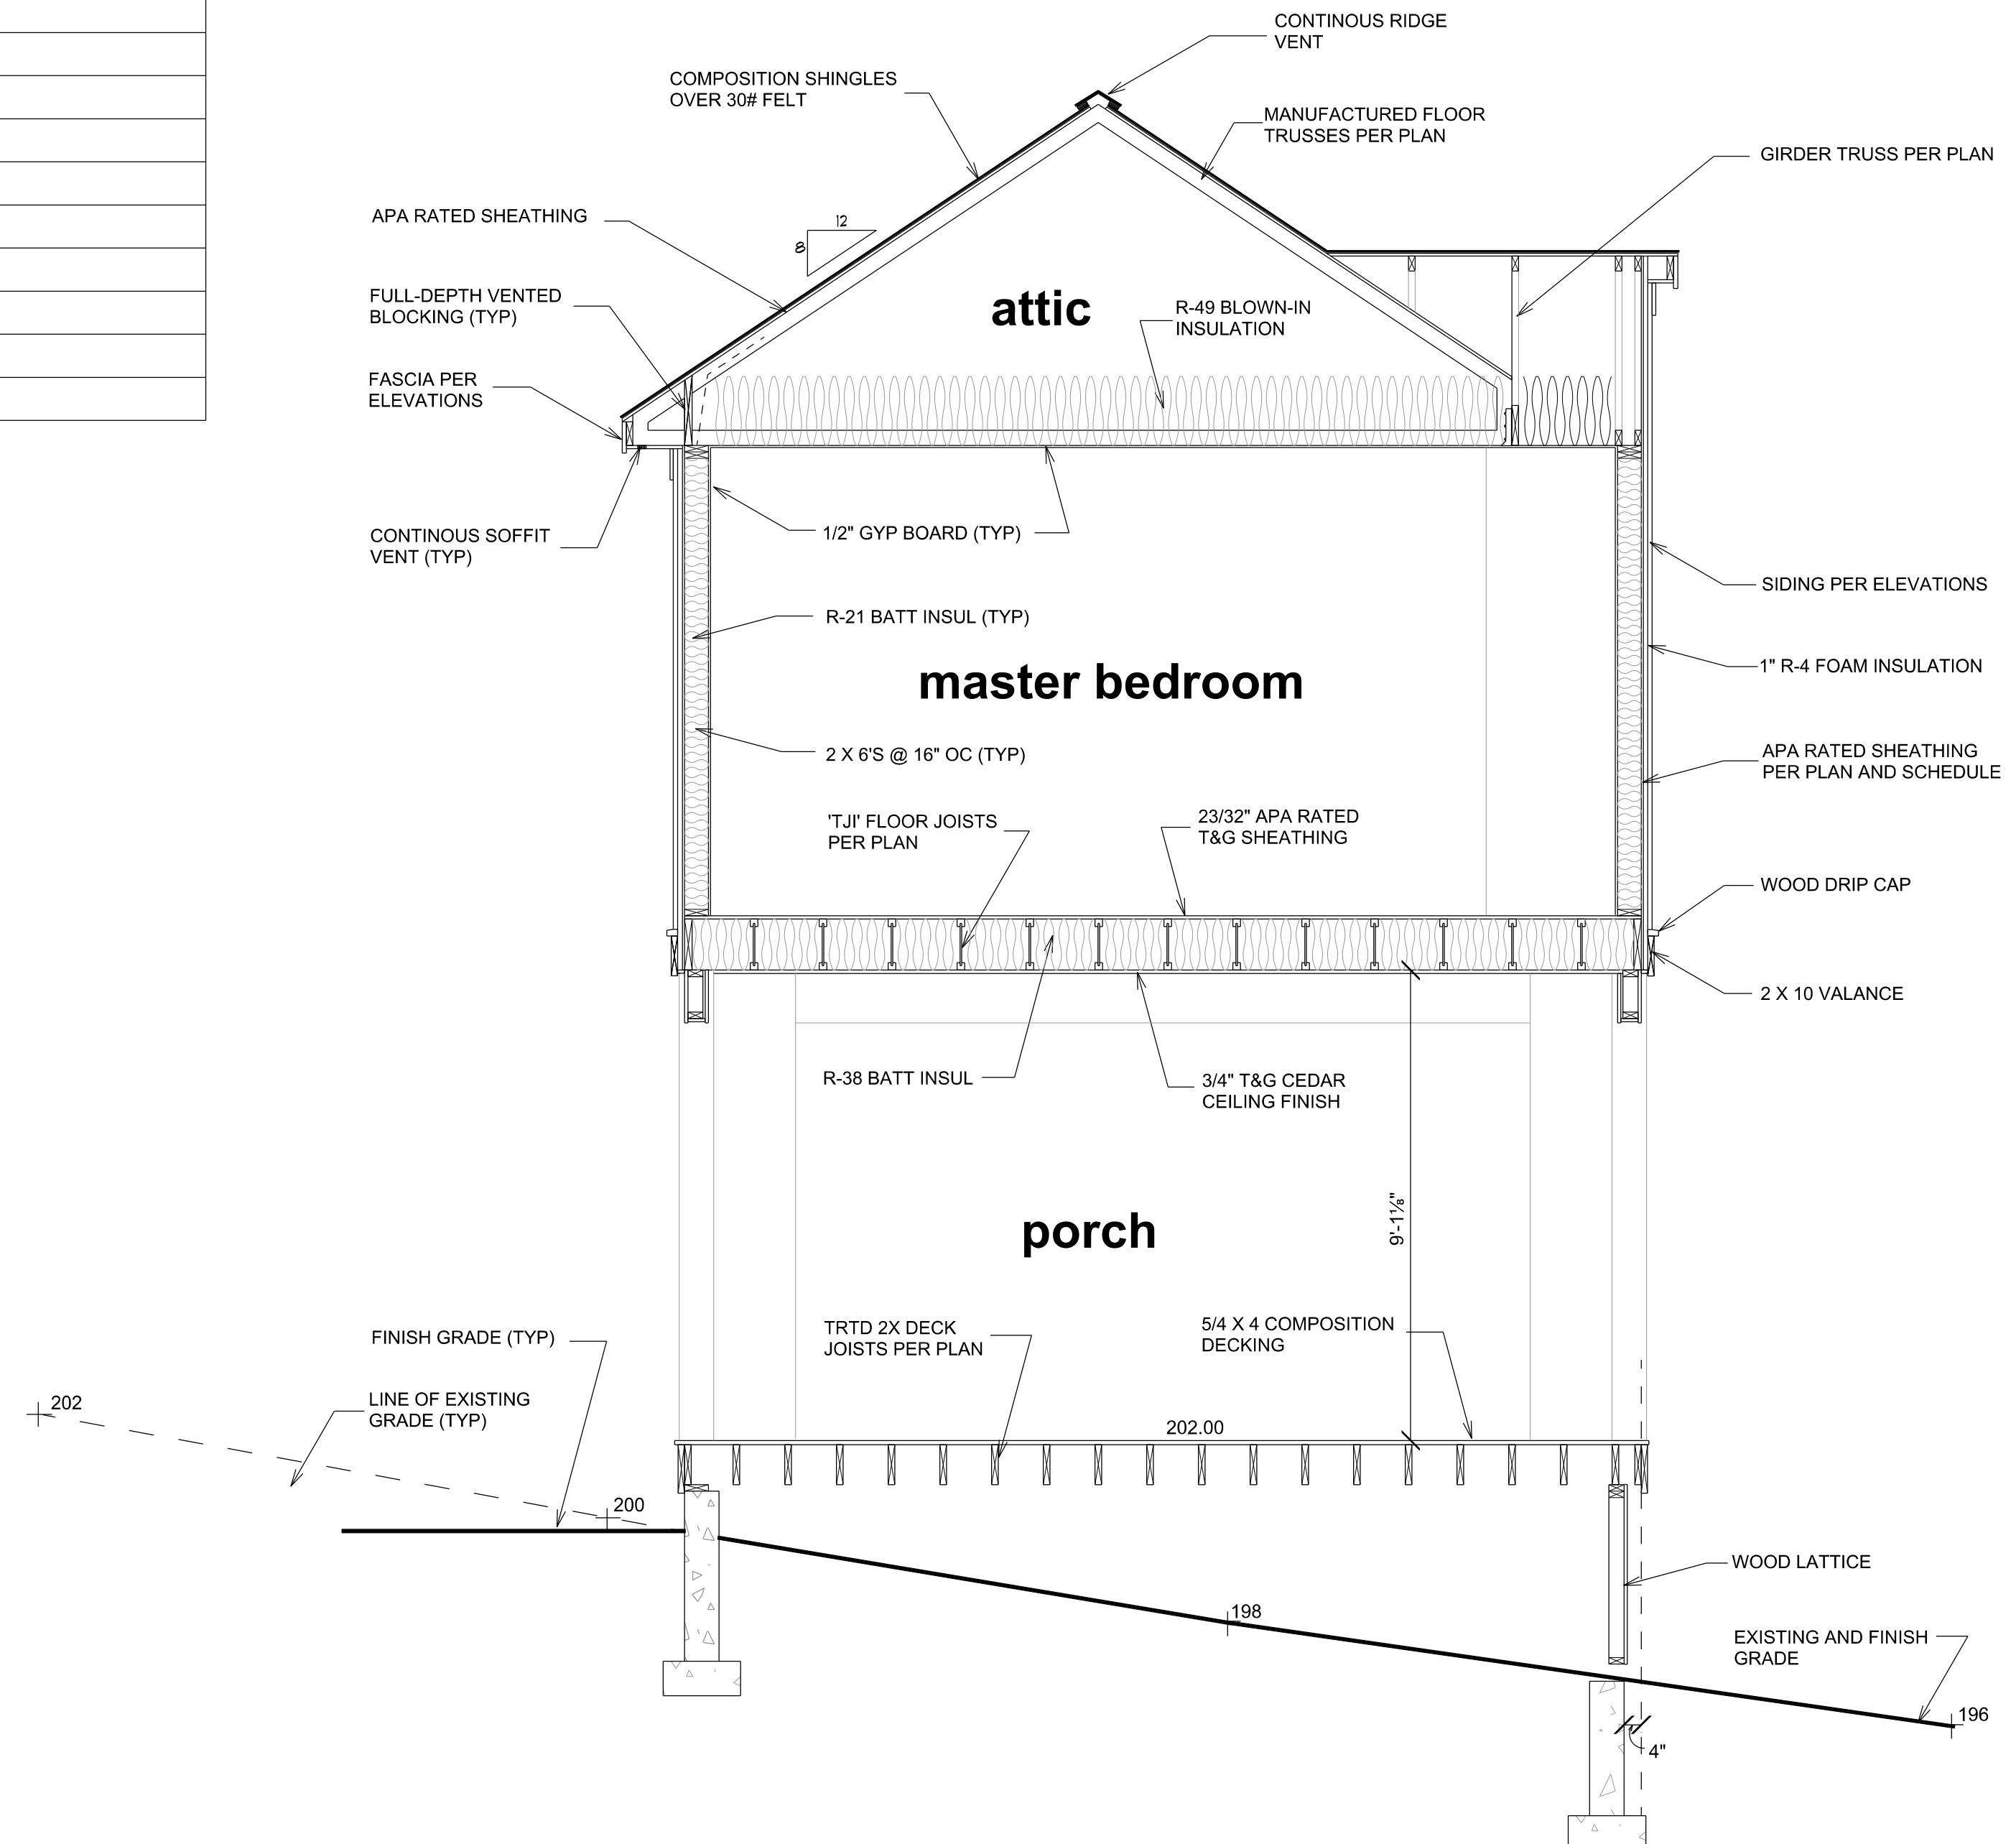 CONTINOUS RIDGE
VENT
COMPOSITION SHINGLES
OVER 30# FELT
MANUFACTURED FLOOR
TRUSSES PER PLAN
GIRDER TRUSS PER PLAN
APA RATED SHEATHING
12
8
FULL-DEPTH VENTED
BLOCKING (TYP)
attic
R-49 BLOWN-IN
INSULATION
FASCIA PER
ELEVATIONS
CONTINOUS SOFFIT
VENT (TYP)
1/2" GYP BOARD (TYP)
SIDING PER ELEVATIONS
R-21 BATT INSUL (TYP)
1" R-4 FOAM INSULATION
master bedroom
2 X 6'S @ 16" OC (TYP)
APA RATED SHEATHING
PER PLAN AND SCHEDULE
'TJI' FLOOR JOISTS
PER PLAN
23/32" APA RATED
T&G SHEATHING
WOOD DRIP CAP
2 X 10 VALANCE
R-38 BATT INSUL
3/4" T&G CEDAR
CEILING FINISH
9'-1⅛"
porch
FINISH GRADE (TYP)
TRTD 2X DECK
JOISTS PER PLAN
5/4 X 4 COMPOSITION
DECKING
202
LINE OF EXISTING
GRADE (TYP)
202.00
200
WOOD LATTICE
198
EXISTING AND FINISH
GRADE
196
4"